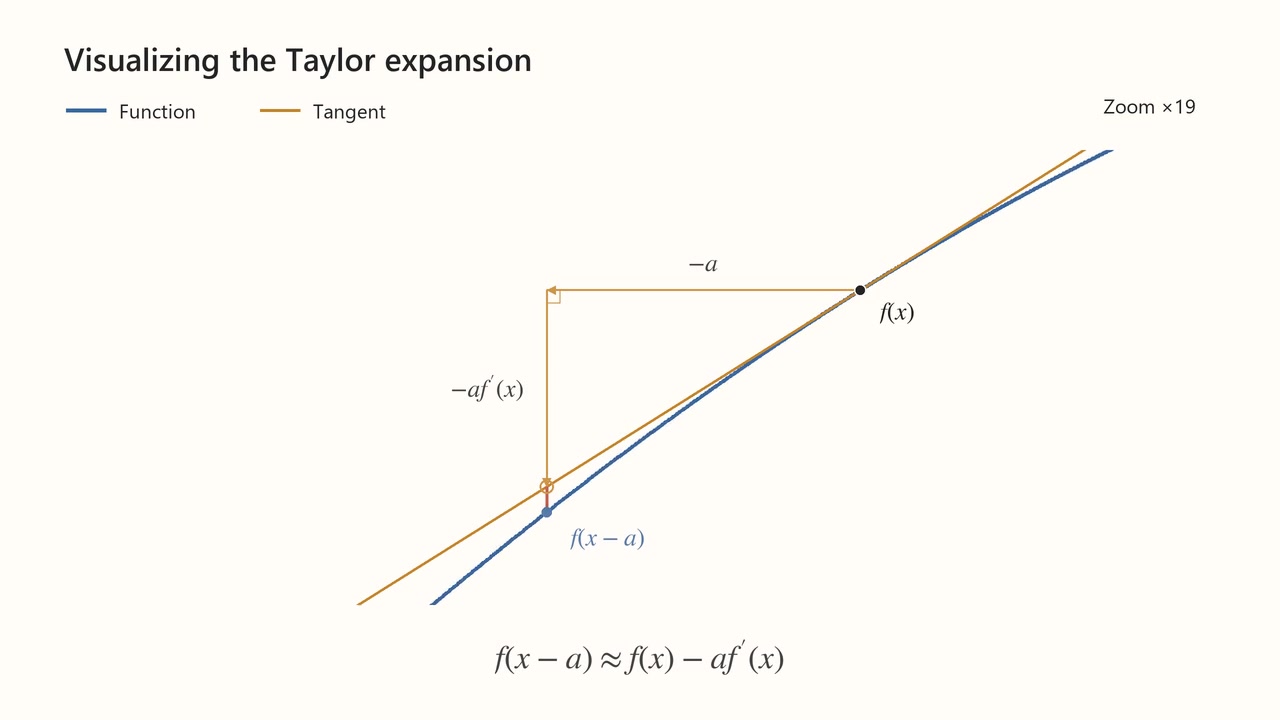 Visualizing the Taylor expansion
Function Tangent
Zoom ×19
−a
f(x)
−af′(x)
f(x − a)
f(x − a) ≈ f(x) − af′(x)